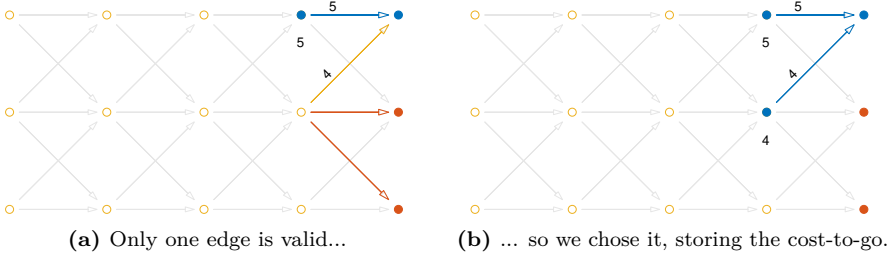 5 5
5 5
4 4
4
(a) Only one edge is valid... (b) ... so we chose it, storing the cost-to-go.